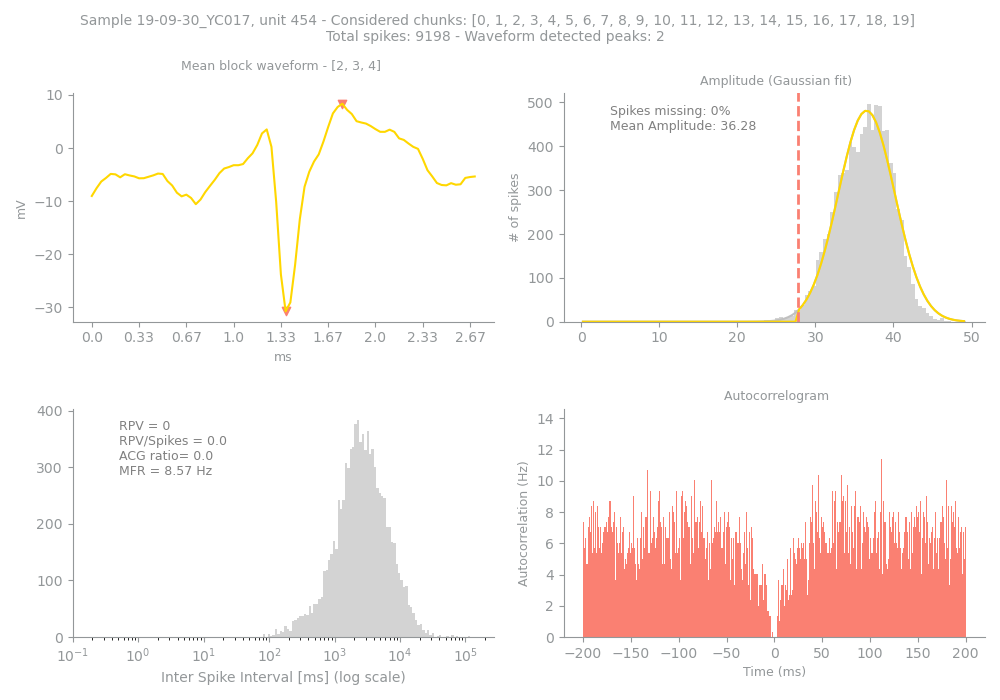 Sample 19-09-30_YC017, unit 454 - Considered chunks: [0, 1, 2, 3, 4, 5, 6, 7, 8, 9, 10, 11, 12, 13, 14, 15, 16, 17, 18, 19]
Total spikes: 9198 - Waveform detected peaks: 2
Mean block waveform - [2, 3, 4]
10
0
−10
−20
−30
mV
0.0 0.33 0.67 1.0 1.33 1.67 2.0 2.33 2.67
ms
Amplitude (Gaussian fit)
Spikes missing: 0%
Mean Amplitude: 36.28
500
400
300
200
100
0
# of spikes
0 10 20 30 40 50
400
300
200
100
0
RPV = 0
RPV/Spikes = 0.0
ACG ratio= 0.0
MFR = 8.57 Hz
10⁻¹ 10⁰ 10¹ 10² 10³ 10⁴ 10⁵
Inter Spike Interval [ms] (log scale)
Autocorrelogram
14
12
10
8
6
4
2
0
Autocorrelation (Hz)
−200 −150 −100 −50 0 50 100 150 200
Time (ms)